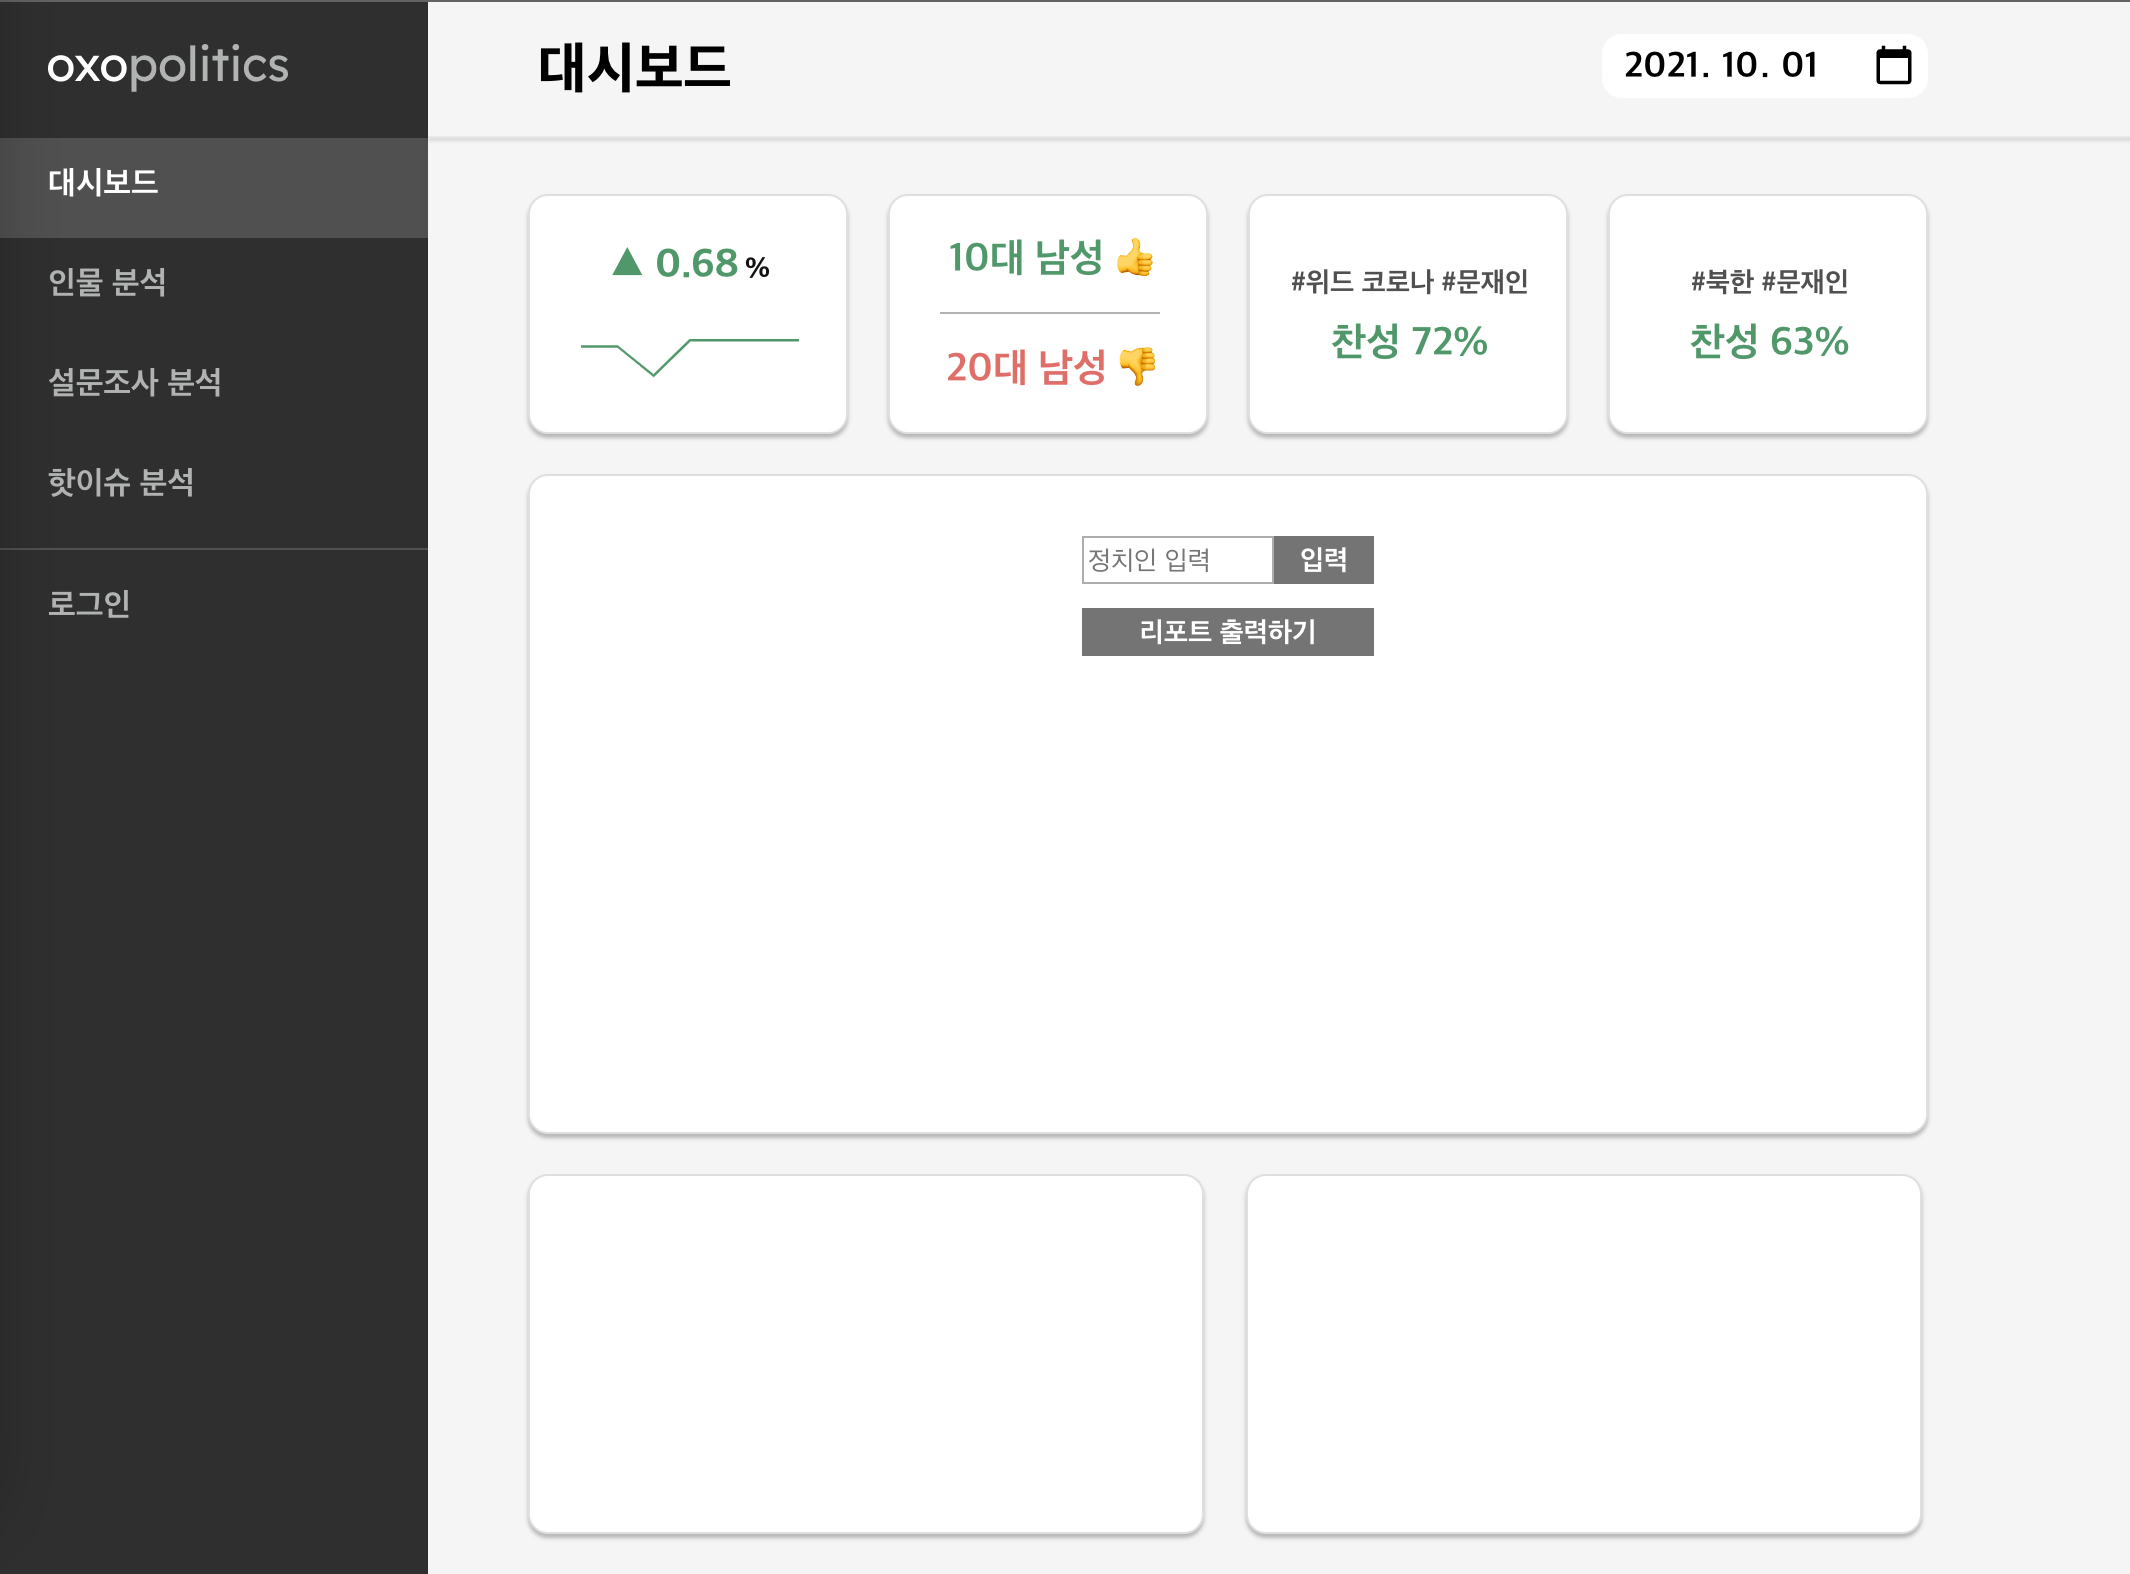 oxopolitics
대시보드
인물 분석
설문조사 분석
핫이슈 분석
로그인
대시보드
2021. 10. 01
▲ 0.68 %
10대 남성 👍
20대 남성 👎
#위드 코로나 #문재인
찬성 72%
#북한 #문재인
찬성 63%
정치인 입력
입력
리포트 출력하기